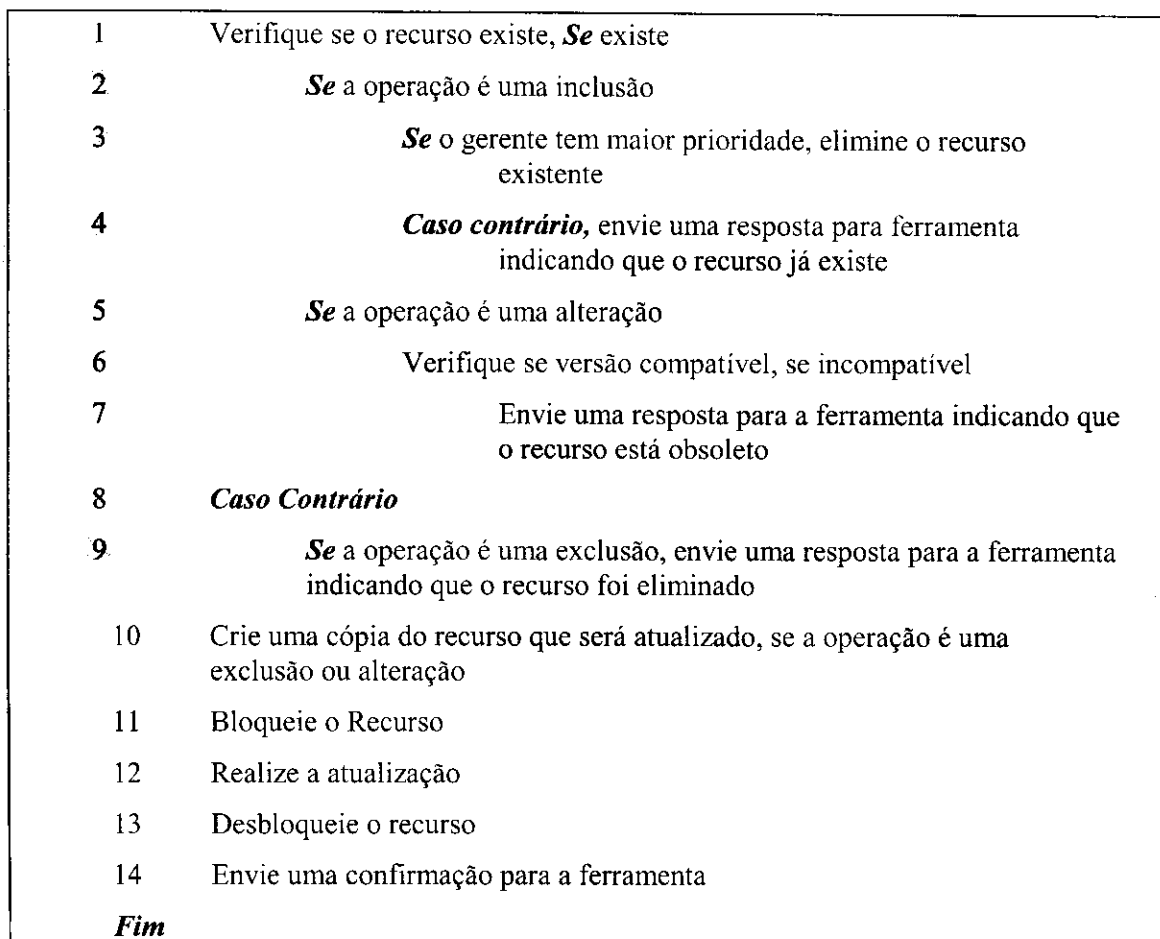 1 Verifique se o recurso existe, Se existe
2 Se a operação é uma inclusão
3 Se o gerente tem maior prioridade, elimine o recurso
existente
4 Caso contrário, envie uma resposta para ferramenta
indicando que o recurso já existe
5 Se a operação é uma alteração
6 Verifique se versão compatível, se incompatível
7 Envie uma resposta para a ferramenta indicando que
o recurso está obsoleto
8 Caso Contrário
9 Se a operação é uma exclusão, envie uma resposta para a ferramenta
indicando que o recurso foi eliminado
10 Crie uma cópia do recurso que será atualizado, se a operação é uma
exclusão ou alteração
11 Bloqueie o Recurso
12 Realize a atualização
13 Desbloqueie o recurso
14 Envie uma confirmação para a ferramenta
Fim